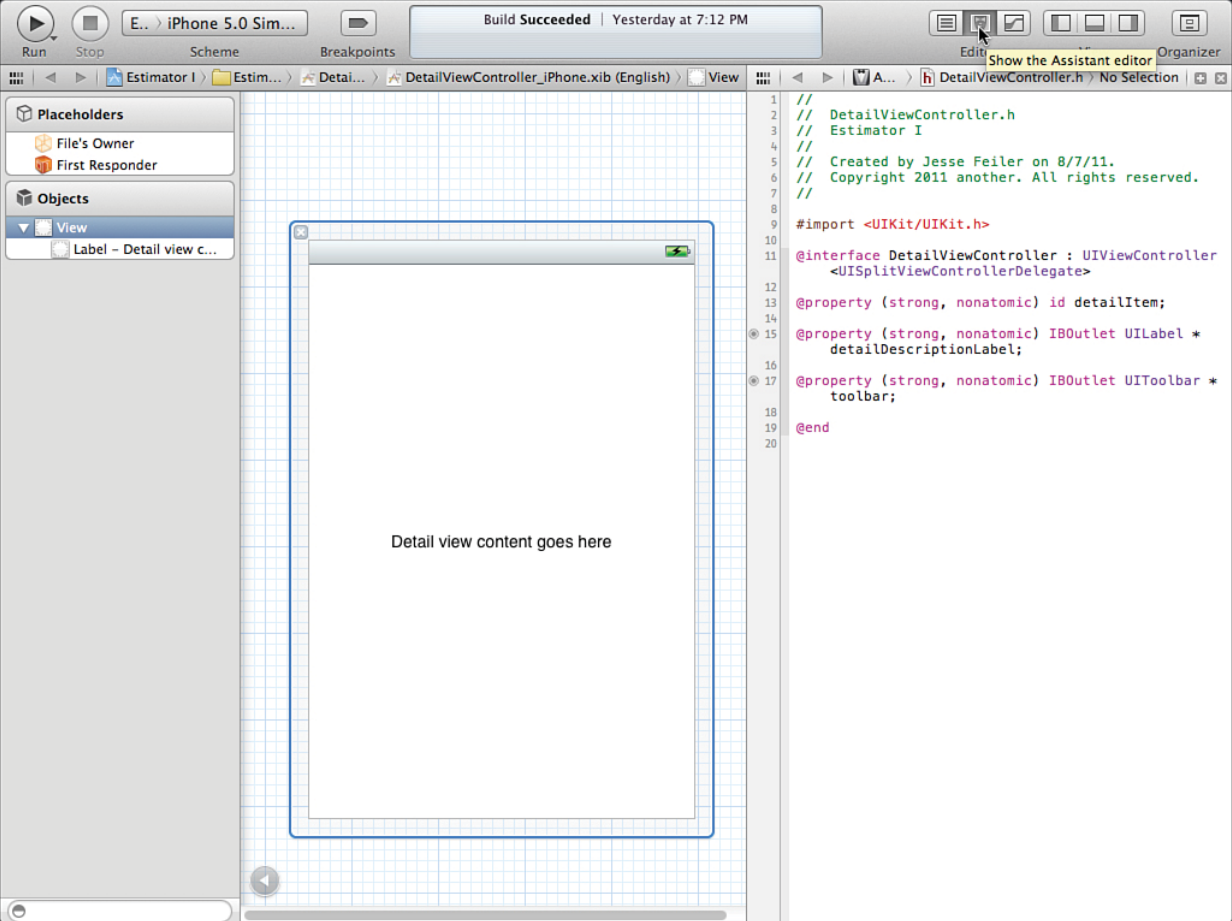 E.. › iPhone 5.0 Sim...
Build Succeeded | Yesterday at 7:12 PM
Run
Stop
Scheme
Breakpoints
Organizer
Show the Assistant editor
Estimator I
Estim...
Detai...
DetailViewController_iPhone.xib (English)
View
A...
DetailViewController.h
No Selection
Placeholders
File's Owner
First Responder
Objects
View
Label – Detail view c...
Detail view content goes here
1 //
2 //  DetailViewController.h
3 //  Estimator I
4 //
5 //  Created by Jesse Feiler on 8/7/11.
6 //  Copyright 2011 another. All rights reserved.
7 //
8
9 #import <UIKit/UIKit.h>
10
11 @interface DetailViewController : UIViewController
<UISplitViewControllerDelegate>
12
13 @property (strong, nonatomic) id detailItem;
14
15 @property (strong, nonatomic) IBOutlet UILabel *
detailDescriptionLabel;
16
17 @property (strong, nonatomic) IBOutlet UIToolbar *
toolbar;
18
19 @end
20